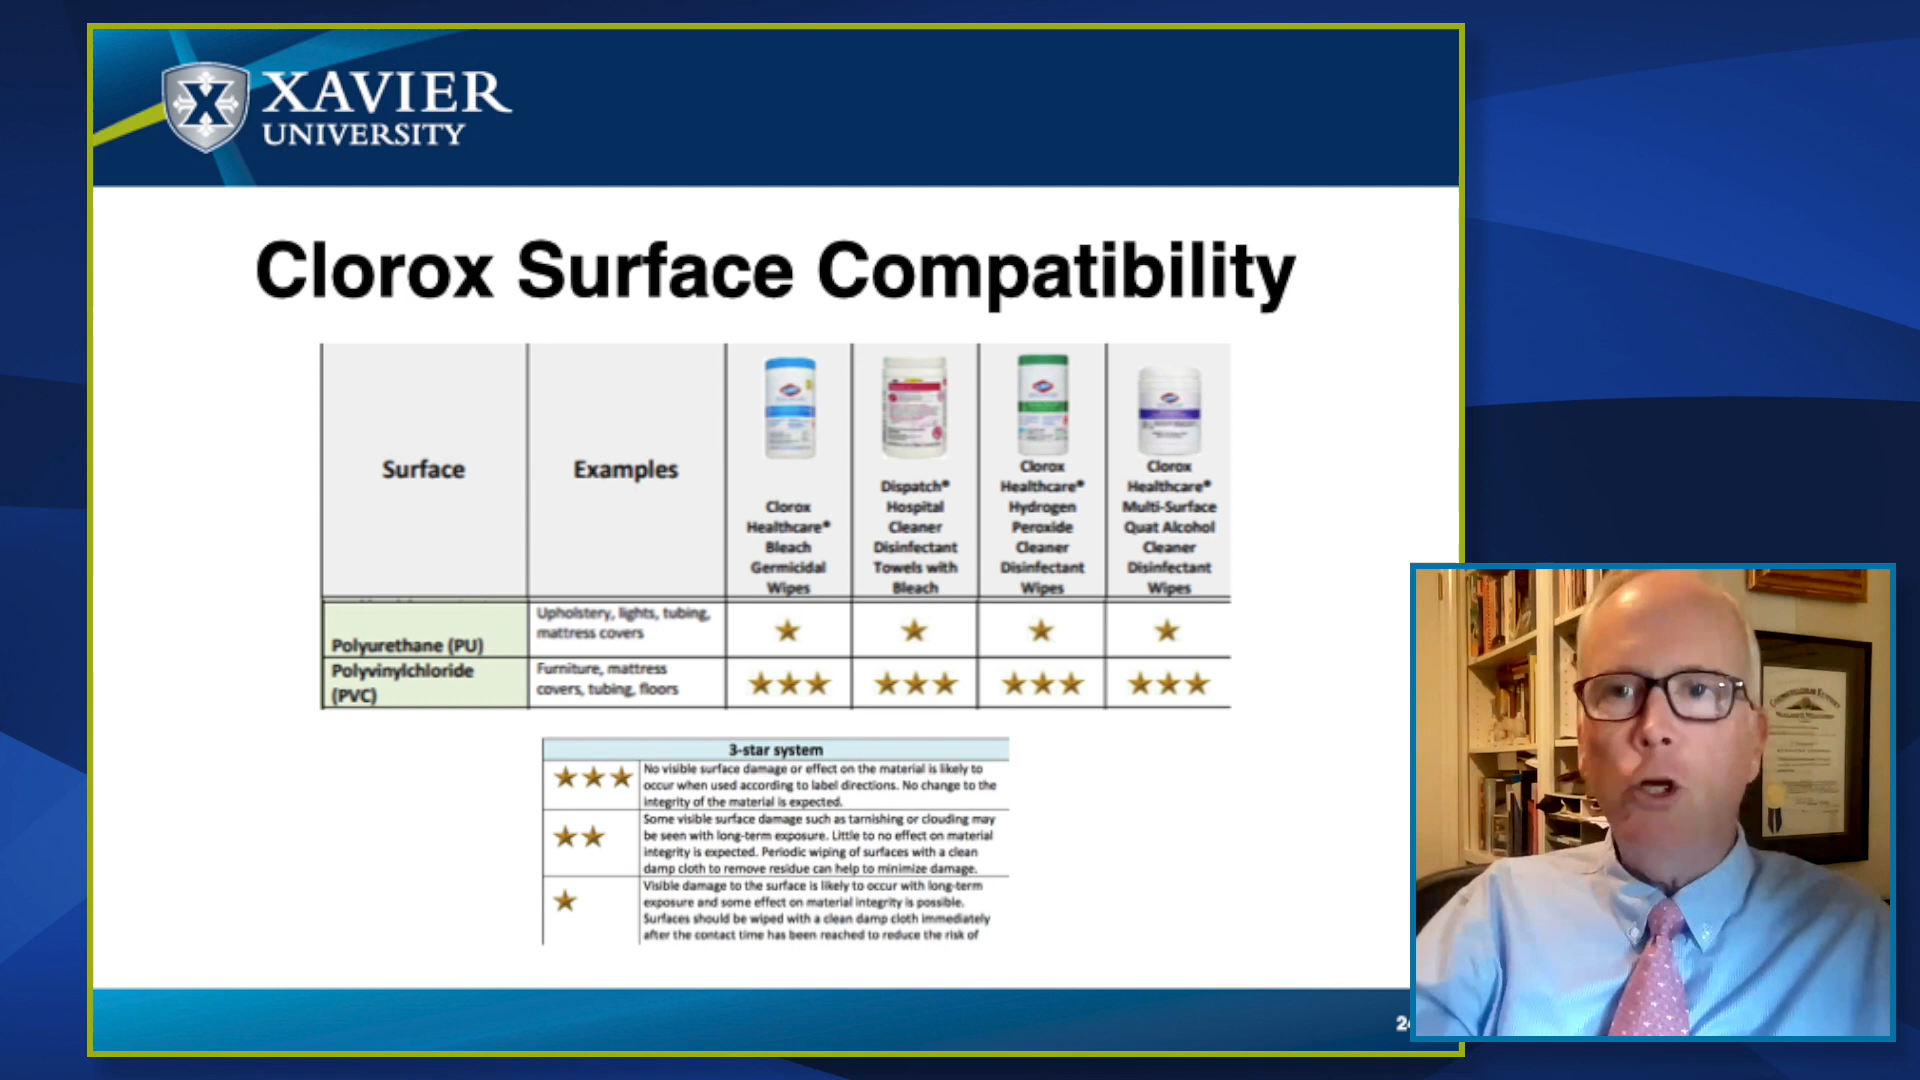 XAVIER
UNIVERSITY
Clorox Surface Compatibility
Surface
Examples
Clorox
Healthcare®
Bleach
Germicidal
Wipes
Dispatch®
Hospital
Cleaner
Disinfectant
Towels with
Bleach
Clorox
Healthcare®
Hydrogen
Peroxide
Cleaner
Disinfectant
Wipes
Clorox
Healthcare®
Multi-Surface
Quat Alcohol
Cleaner
Disinfectant
Wipes
Polyurethane (PU)
Upholstery, lights, tubing,
mattress covers
Polyvinylchloride
(PVC)
Furniture, mattress
covers, tubing, floors
3-star system
No visible surface damage or effect on the material is likely to
occur when used according to label directions. No change to the
integrity of the material is expected.
Some visible surface damage such as tarnishing or clouding may
be seen with long-term exposure. Little to no effect on material
integrity is expected. Periodic wiping of surfaces with a clean
damp cloth to remove residue can help to minimize damage.
Visible damage to the surface is likely to occur with long-term
exposure and some effect on material integrity is possible.
Surfaces should be wiped with a clean damp cloth immediately
after the contact time has been reached to reduce the risk of